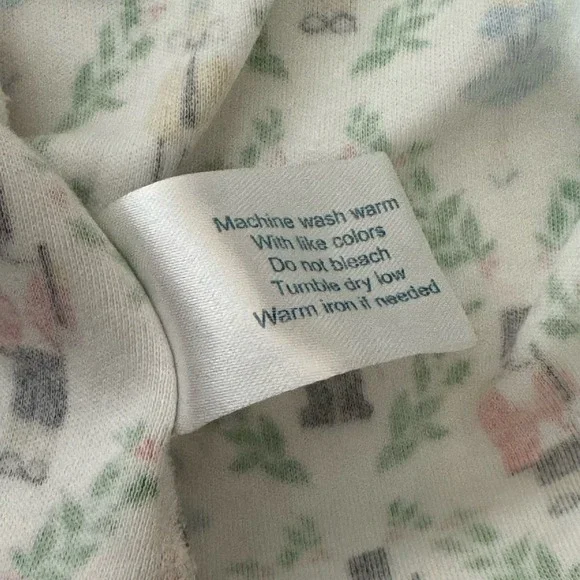 Machine wash warm
With like colors
Do not bleach
Tumble dry low
Warm iron if needed